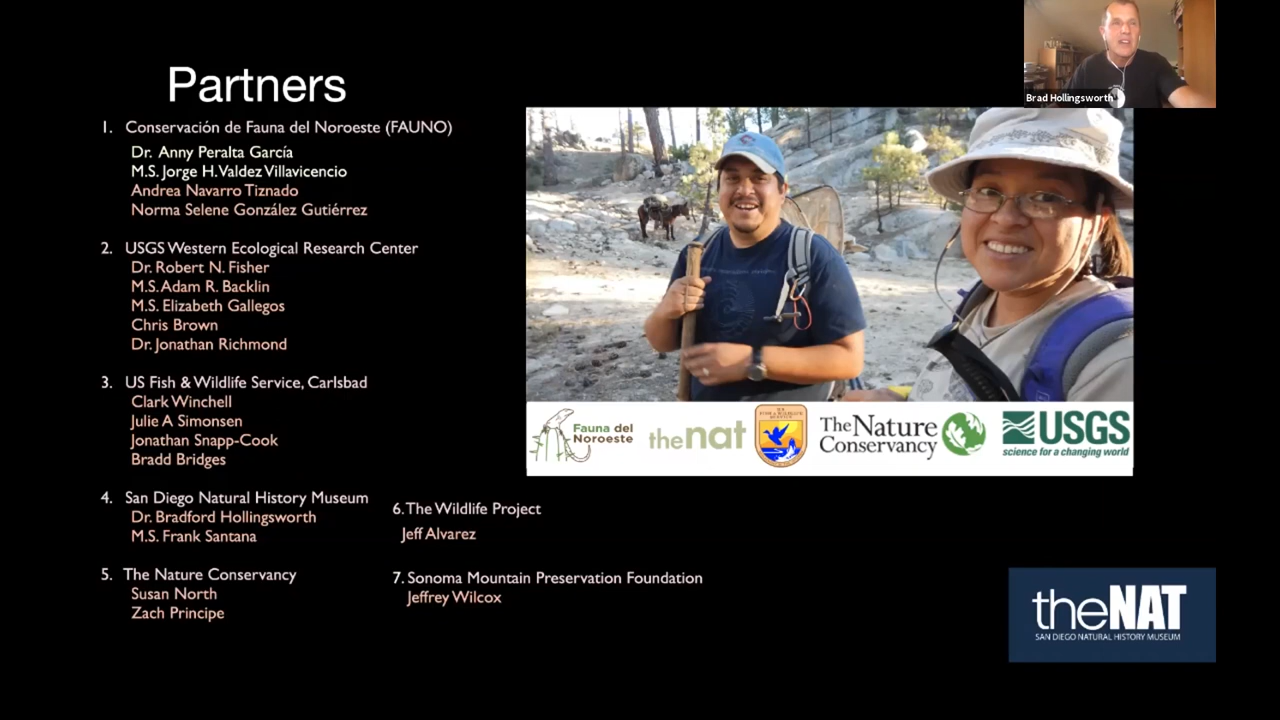 Partners
1. Conservación de Fauna del Noroeste (FAUNO)
Dr. Anny Peralta García
M.S. Jorge H. Valdez Villavicencio
Andrea Navarro Tiznado
Norma Selene González Gutiérrez
2. USGS Western Ecological Research Center
Dr. Robert N. Fisher
M.S. Adam R. Backlin
M.S. Elizabeth Gallegos
Chris Brown
Dr. Jonathan Richmond
3. US Fish & Wildlife Service, Carlsbad
Clark Winchell
Julie A Simonsen
Jonathan Snapp-Cook
Bradd Bridges
4. San Diego Natural History Museum
Dr. Bradford Hollingsworth
M.S. Frank Santana
5. The Nature Conservancy
Susan North
Zach Principe
6. The Wildlife Project
Jeff Alvarez
7. Sonoma Mountain Preservation Foundation
Jeffrey Wilcox
Brad Hollingsworth
Fauna del
Noroeste
the nat
FISH & WILDLIFE
SERVICE
The Nature
Conservancy
USGS
science for a changing world
theNAT
SAN DIEGO NATURAL HISTORY MUSEUM